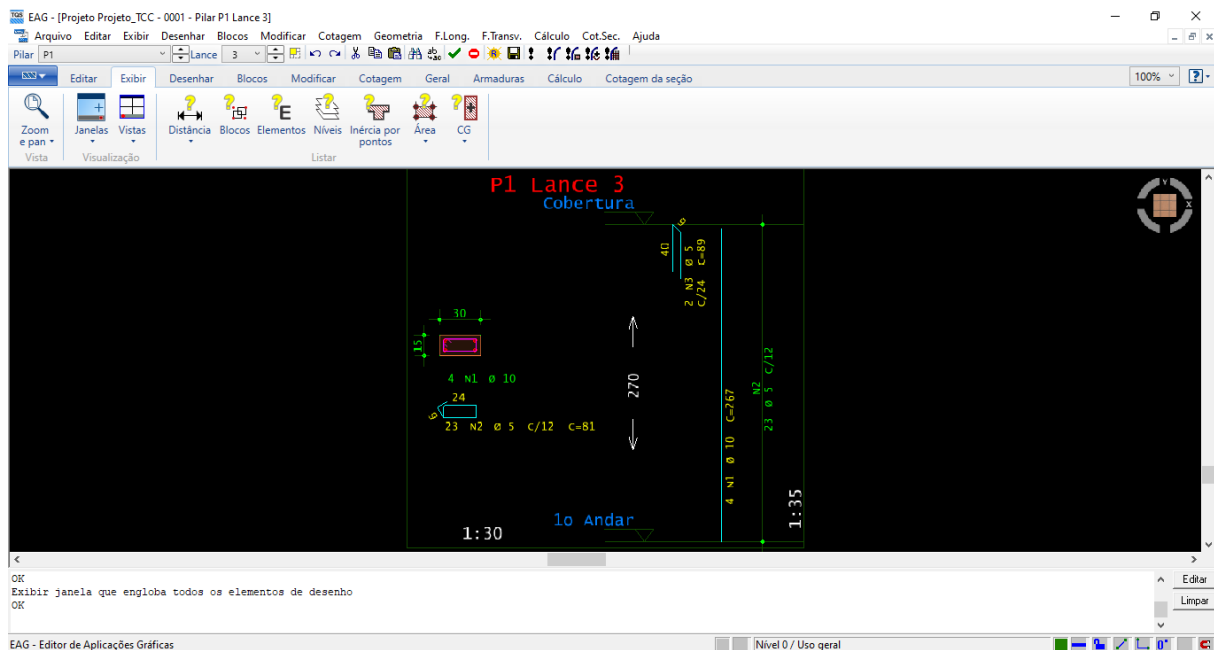 TQS EAG - [Projeto Projeto_TCC - 0001 - Pilar P1 Lance 3]
Arquivo Editar Exibir Desenhar Blocos Modificar Cotagem Geometria F.Long. F.Transv. Cálculo Cot.Sec. Ajuda
Pilar P1 Lance 3
Editar Exibir Desenhar Blocos Modificar Cotagem Geral Armaduras Cálculo Cotagem da seção 100%
Zoom e pan Janelas Vistas Distância Blocos Elementos Níveis Inércia por pontos Área CG
Vista Visualização Listar
P1 Lance 3
Cobertura
9
40
2 N3 Ø 5
C/24 C=89
30
15
4 N1 Ø 10
24
9
23 N2 Ø 5 C/12 C=81
270
4 N1 Ø 10 C=267
N2
23 Ø 5 C/12
1o Andar
1:30
1:35
Y
X
OK
Exibir janela que engloba todos os elementos de desenho
OK
Editar
Limpar
EAG - Editor de Aplicações Gráficas Nível 0 / Uso geral